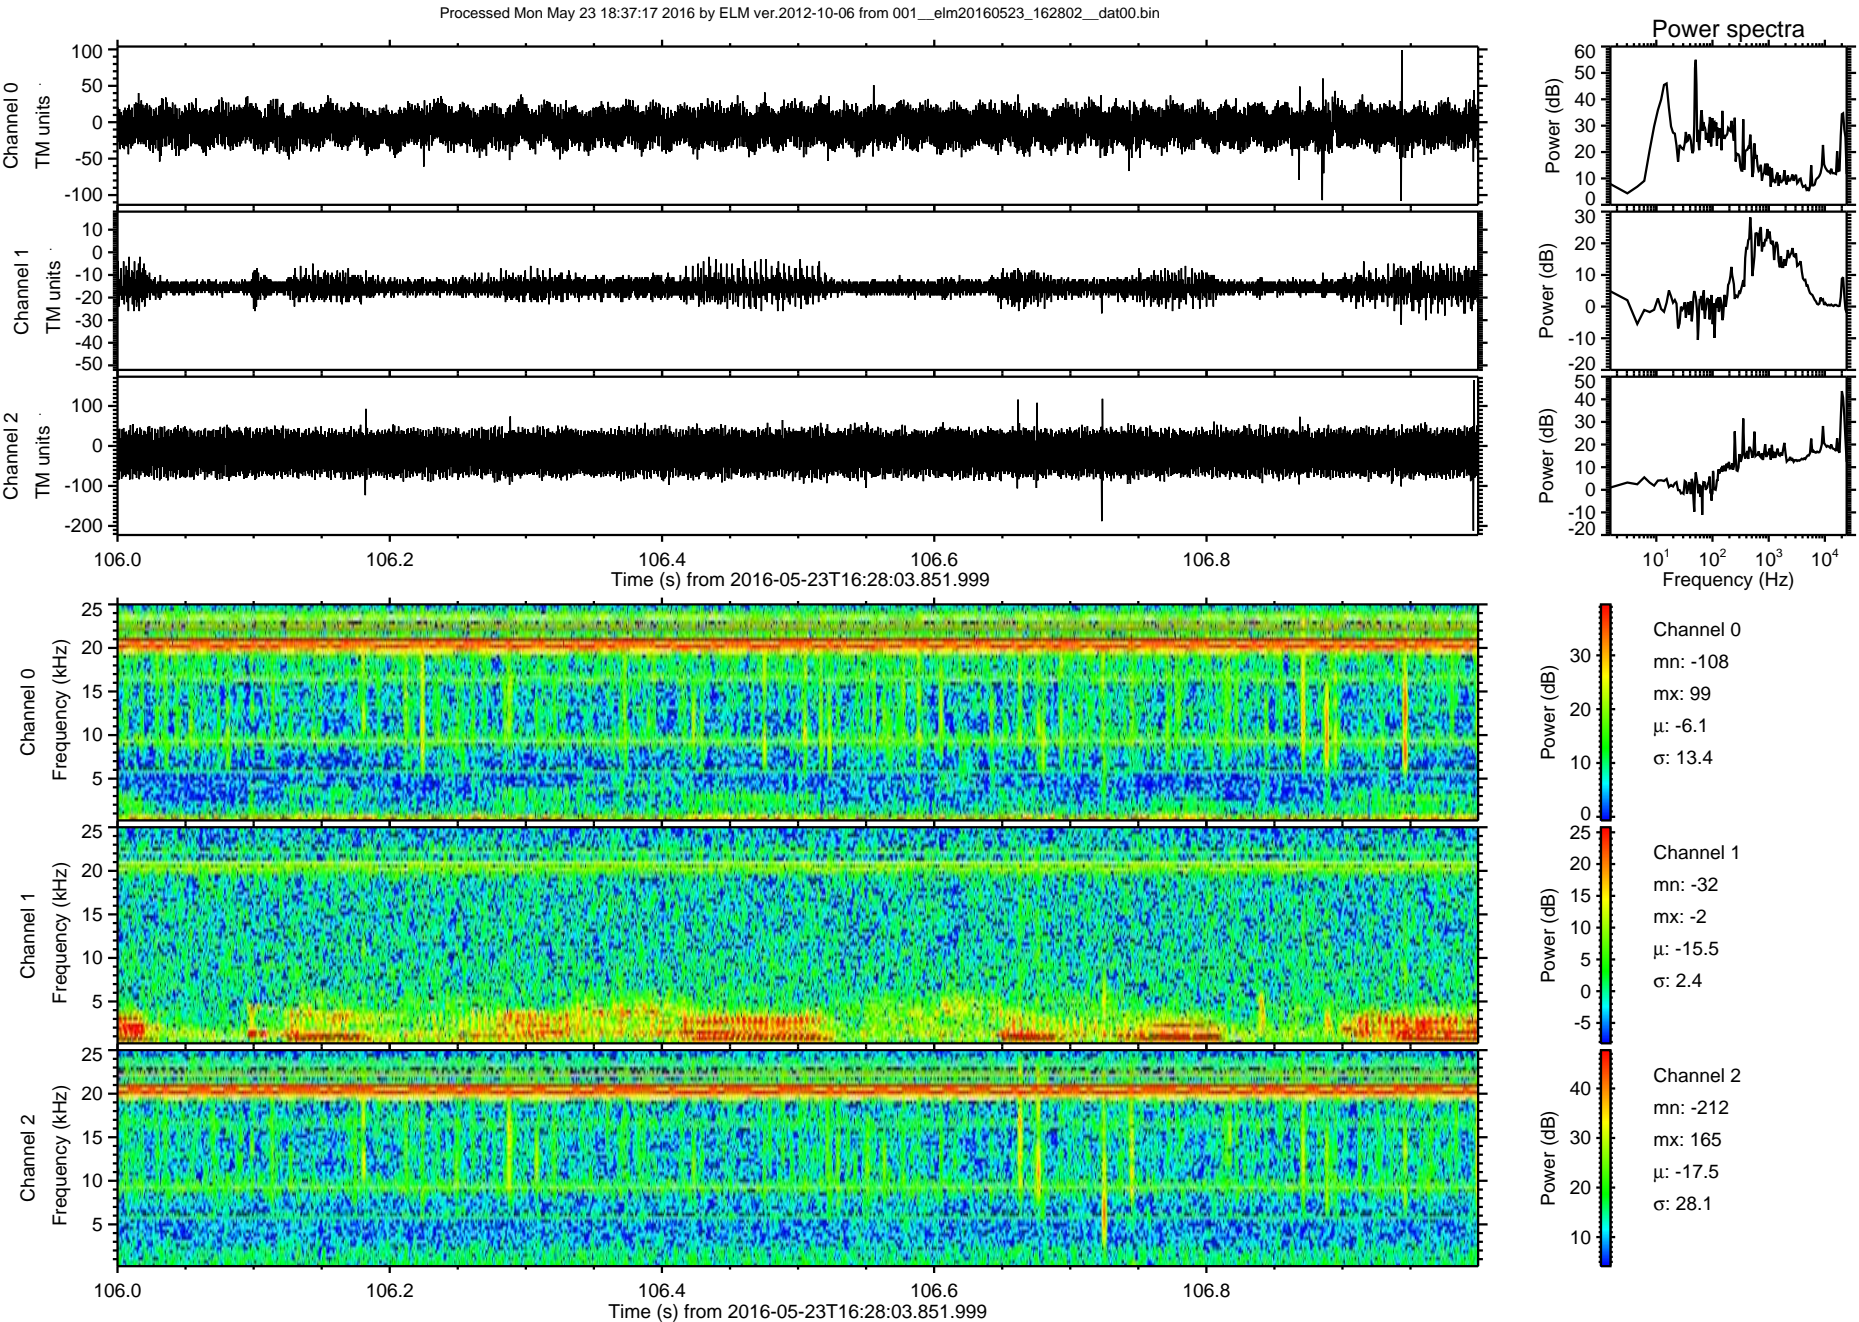 Processed Mon May 23 18:37:17 2016 by ELM ver.2012-10-06 from 001__elm20160523_162802__dat00.bin
Power spectra
Channel 0
TM units
100
50
0
-50
-100
Power (dB)
60
50
40
30
20
10
0
Channel 1
TM units
10
0
-10
-20
-30
-40
-50
Power (dB)
30
20
10
0
-10
-20
Channel 2
TM units
100
0
-100
-200
Power (dB)
50
40
30
20
10
0
-10
-20
106.0 106.2 106.4 106.6 106.8
Time (s) from 2016-05-23T16:28:03.851.999
10¹ 10² 10³ 10⁴
Frequency (Hz)
Channel 0
Frequency (kHz)
25
20
15
10
5
Power (dB)
30
20
10
0
Channel 0
mn: -108
mx: 99
μ: -6.1
σ: 13.4
Channel 1
Frequency (kHz)
25
20
15
10
5
Power (dB)
25
20
15
10
5
0
-5
Channel 1
mn: -32
mx: -2
μ: -15.5
σ: 2.4
Channel 2
Frequency (kHz)
25
20
15
10
5
Power (dB)
40
30
20
10
Channel 2
mn: -212
mx: 165
μ: -17.5
σ: 28.1
106.0 106.2 106.4 106.6 106.8
Time (s) from 2016-05-23T16:28:03.851.999